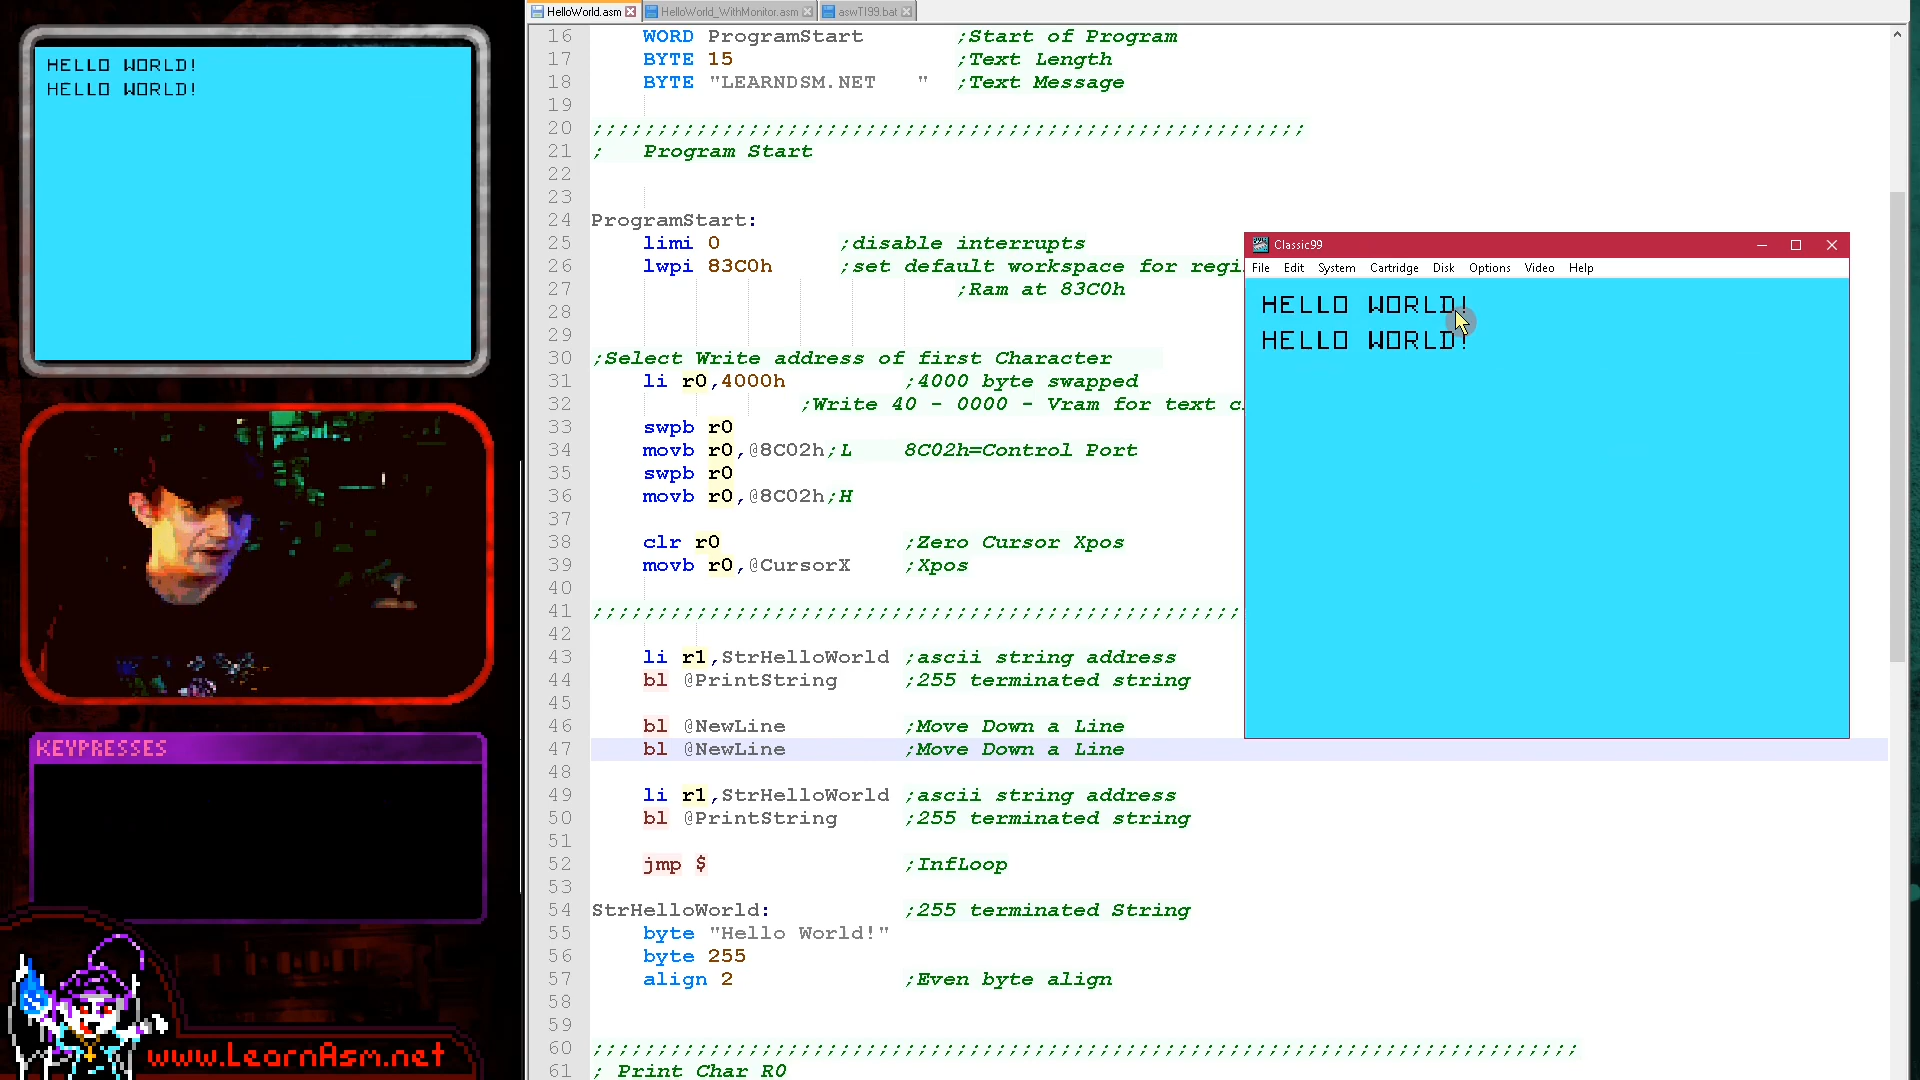 HELLO WORLD!
HELLO WORLD!
KEYPRESSES
www.LearnAsm.net
HelloWorld.asm
HelloWorld_WithMonitor.asm
aswTI99.bat
16 WORD ProgramStart ;Start of Program
17 BYTE 15 ;Text Length
18 BYTE "LEARNDSM.NET   " ;Text Message
19
20 ;;;;;;;;;;;;;;;;;;;;;;;;;;;;;;;;;;;;;;;;;;;;;;;;;;;;;;;
21 ; Program Start
22
23
24 ProgramStart:
25 limi 0 ;disable interrupts
26 lwpi 83C0h ;set default workspace for regi
27 ;Ram at 83C0h
28
29
30 ;Select Write address of first Character
31 li r0,4000h ;4000 byte swapped
32 ;Write 40 - 0000 - Vram for text c
33 swpb r0
34 movb r0,@8C02h;L 8C02h=Control Port
35 swpb r0
36 movb r0,@8C02h;H
37
38 clr r0 ;Zero Cursor Xpos
39 movb r0,@CursorX ;Xpos
40
41 ;;;;;;;;;;;;;;;;;;;;;;;;;;;;;;;;;;;;;;;;;;;;;;;;;;
42
43 li r1,StrHelloWorld ;ascii string address
44 bl @PrintString ;255 terminated string
45
46 bl @NewLine ;Move Down a Line
47 bl @NewLine ;Move Down a Line
48
49 li r1,StrHelloWorld ;ascii string address
50 bl @PrintString ;255 terminated string
51
52 jmp $ ;InfLoop
53
54 StrHelloWorld: ;255 terminated String
55 byte "Hello World!"
56 byte 255
57 align 2 ;Even byte align
58
59
60 ;;;;;;;;;;;;;;;;;;;;;;;;;;;;;;;;;;;;;;;;;;;;;;;;;;;;;;;;;;;;;;;;;;;;;;;;;;;;
61 ; Print Char R0
Classic99
File Edit System Cartridge Disk Options Video Help
HELLO WORLD!
HELLO WORLD!